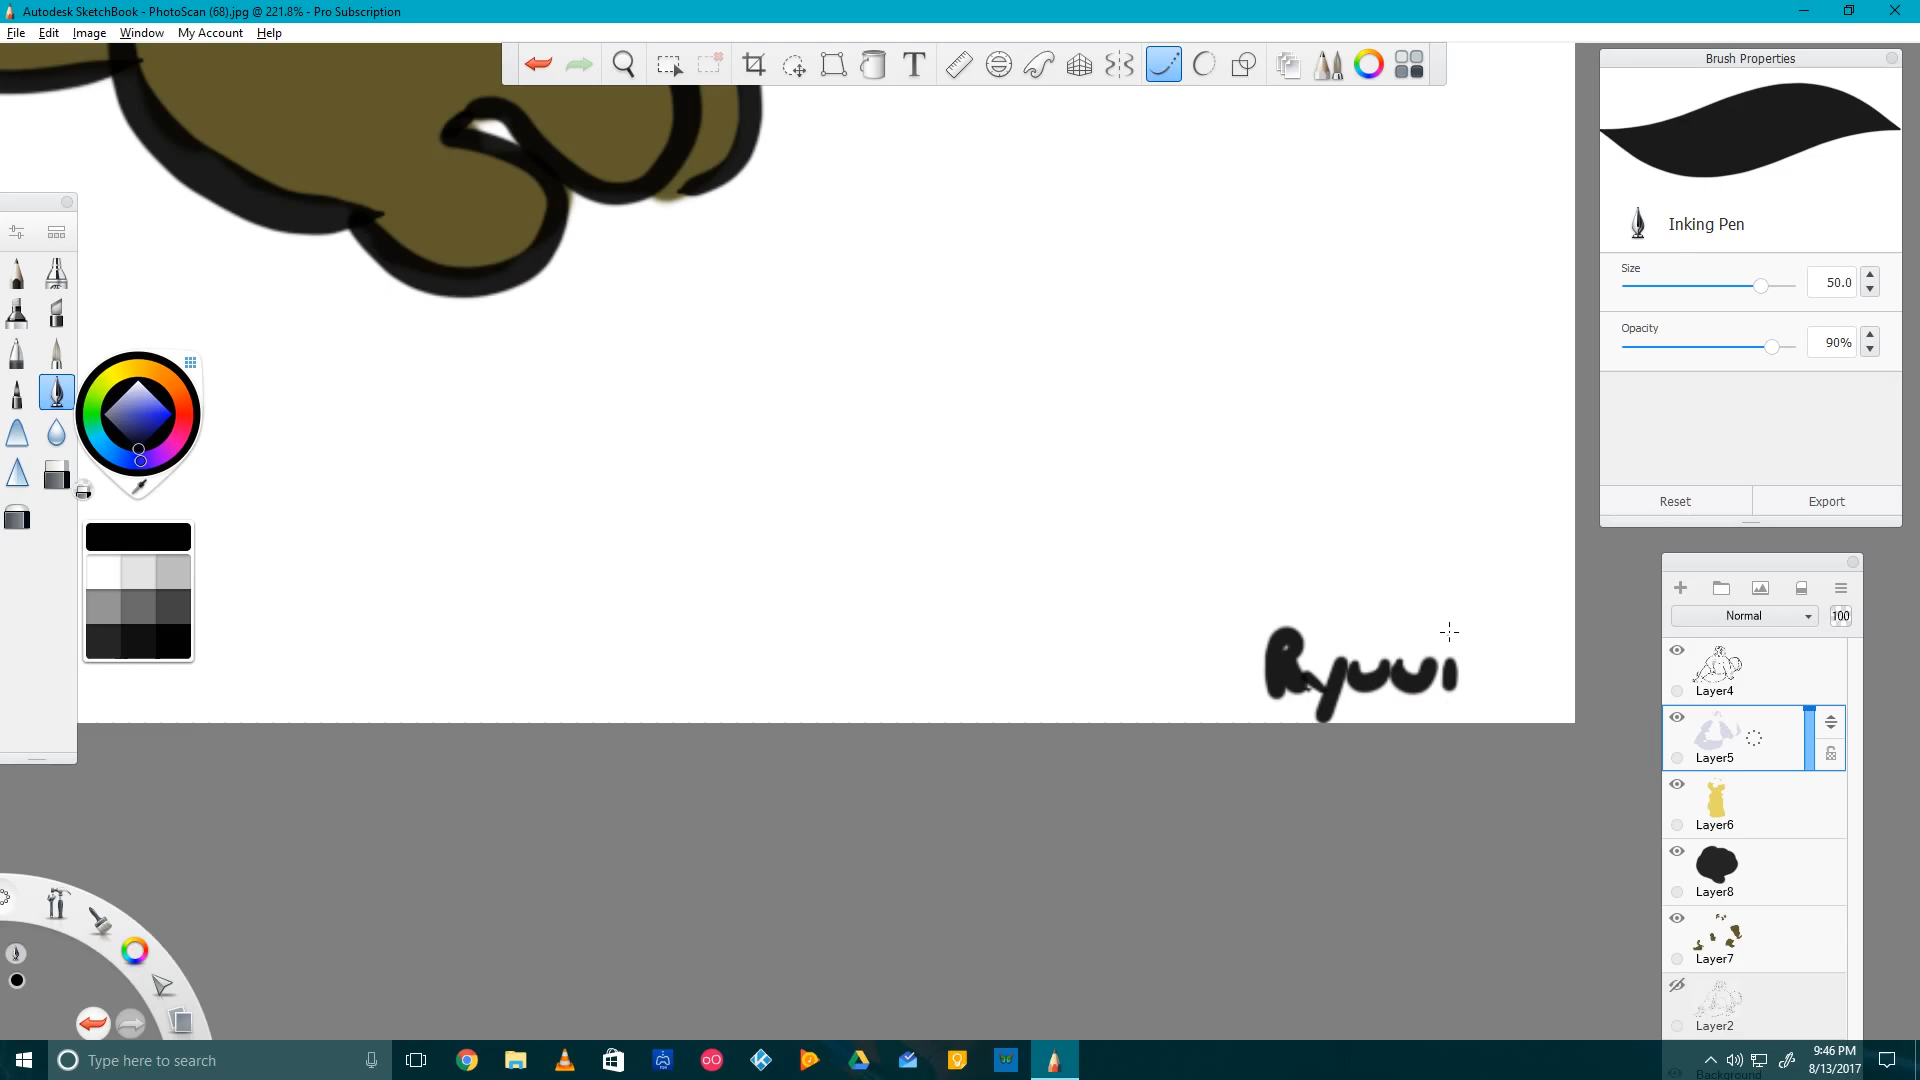 Autodesk SketchBook - PhotoScan (68).jpg @ 221.8% - Pro Subscription
File Edit Image Window My Account Help
T
Brush Properties
Inking Pen
Size
50.0
Opacity
90%
Reset Export
Normal 100
Layer4
Layer5
Layer6
Layer8
Layer7
Layer2
Background
Ryuui
Type here to search
9:46 PM
8/13/2017